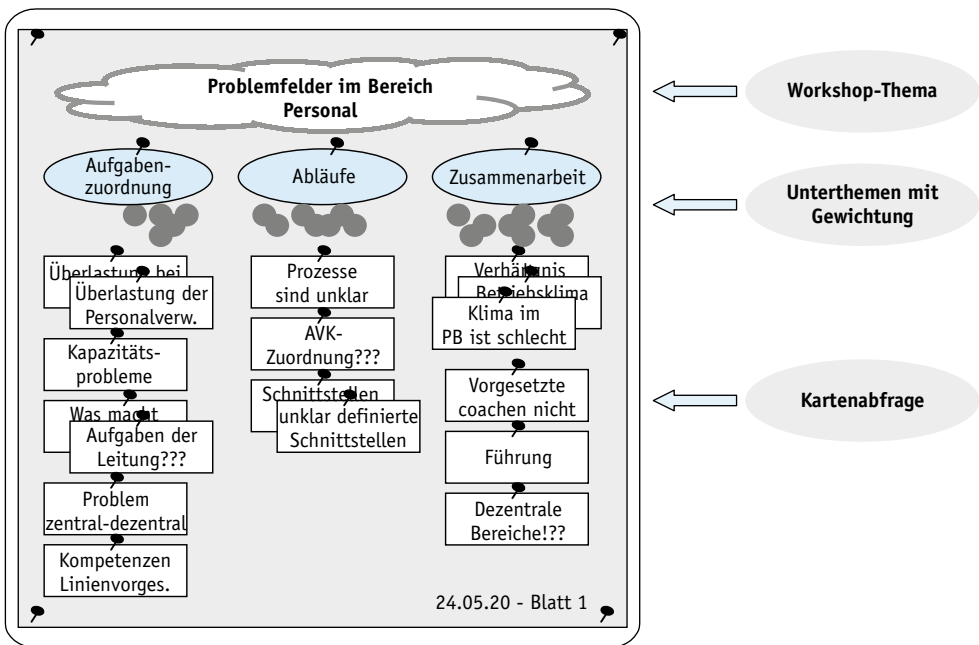 Problemfelder im Bereich
Personal
Aufgaben-
zuordnung
Überlastung bei
Überlastung der
Personalverw.
Kapazitäts-
probleme
Was macht
Aufgaben der
Leitung???
Problem
zentral-dezentral
Kompetenzen
Linienvorges.
Abläufe
Prozesse
sind unklar
AVK-
Zuordnung???
Schnittstellen
unklar definierte
Schnittstellen
Zusammenarbeit
Verhältnis
Betriebsklima
Klima im
PB ist schlecht
Vorgesetzte
coachen nicht
Führung
Dezentrale
Bereiche!??
24.05.20 - Blatt 1
Workshop-Thema
Unterthemen mit
Gewichtung
Kartenabfrage